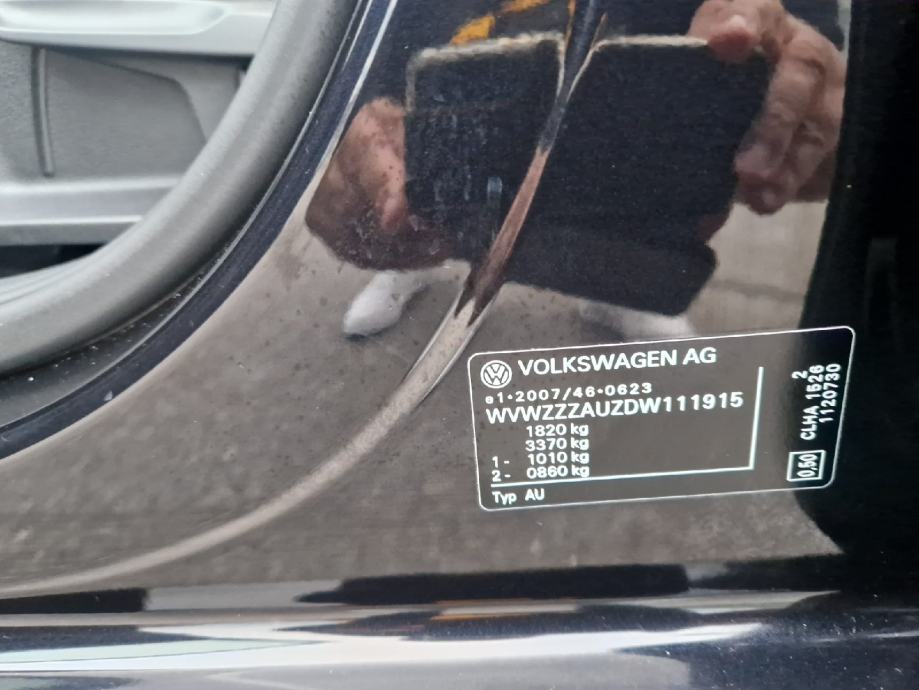 VOLKSWAGEN AG
e1*2007/46*0623
WVWZZZAUZDW111915
1820 kg
3370 kg
1- 1010 kg
2- 0860 kg
Typ AU
2
CLHA 1526
1120730
0,50